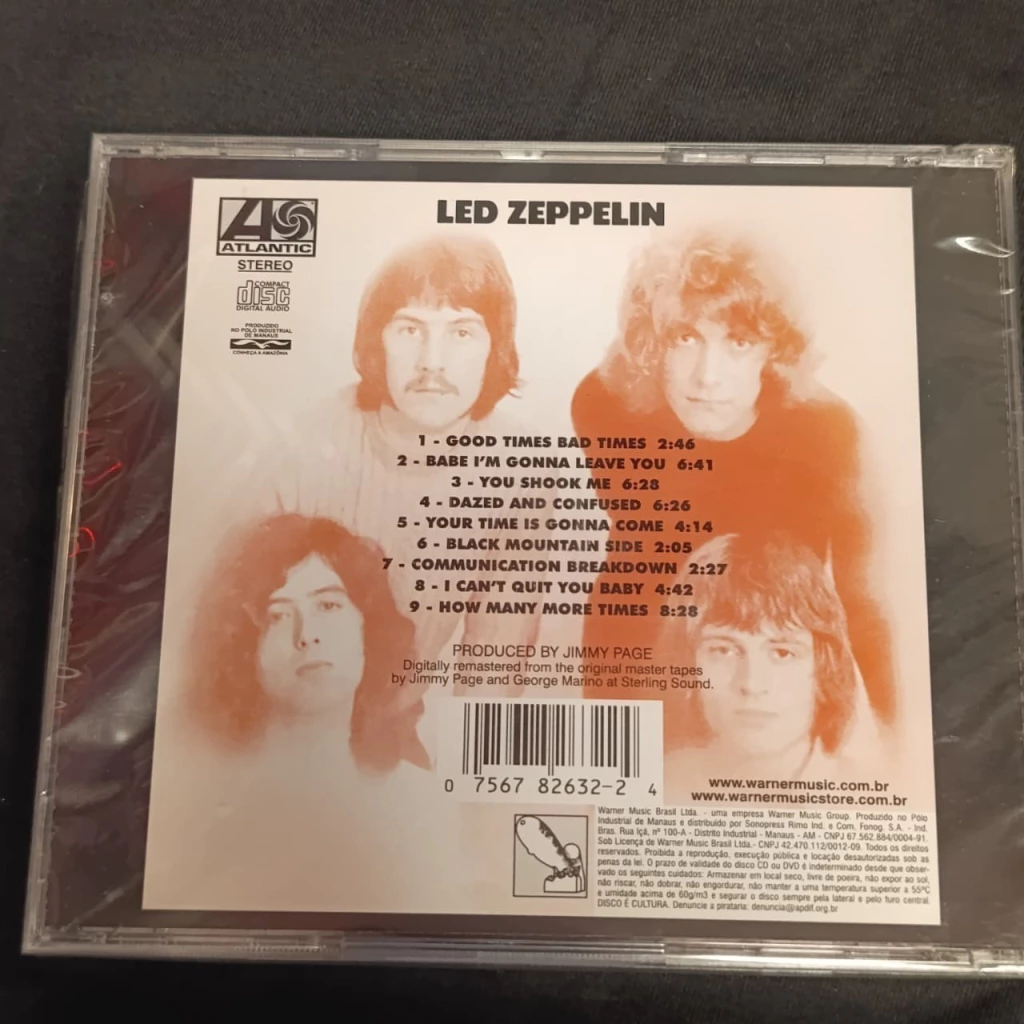 LED ZEPPELIN
ATLANTIC
STEREO
COMPACT
disc
DIGITAL AUDIO
PRODUZIDO
NO POLO INDUSTRIAL
DE MANAUS
CONHEÇA A AMAZÔNIA
1 - GOOD TIMES BAD TIMES 2:46
2 - BABE I'M GONNA LEAVE YOU 6:41
3 - YOU SHOOK ME 6:28
4 - DAZED AND CONFUSED 6:26
5 - YOUR TIME IS GONNA COME 4:14
6 - BLACK MOUNTAIN SIDE 2:05
7 - COMMUNICATION BREAKDOWN 2:27
8 - I CAN'T QUIT YOU BABY 4:42
9 - HOW MANY MORE TIMES 8:28
PRODUCED BY JIMMY PAGE
Digitally remastered from the original master tapes
by Jimmy Page and George Marino at Sterling Sound.
0 7567 82632-2 4
www.warnermusic.com.br
www.warnermusicstore.com.br
Warner Music Brasil Ltda. - uma empresa Warner Music Group. Produzido no Pólo
Industrial de Manaus e distribuído por Sonopress Rimo Ind. e Com. Fonog. S.A. - Ind.
Bras. Rua Içá, nº 100-A - Distrito Industrial - Manaus - AM - CNPJ 67.562.884/0004-91.
Sob Licença de Warner Music Brasil Ltda.- CNPJ 42.470.112/0012-09. Todos os direitos
reservados. Proibida a reprodução, execução pública e locação desautorizadas sob as
penas da lei. O prazo de validade do disco CD ou DVD é indeterminado desde que obser-
vado os seguintes cuidados: Armazenar em local seco, livre de poeira, não expor ao sol,
não riscar, não dobrar, não engordurar, não manter a uma temperatura superior a 55ºC
e umidade acima de 60g/m3 e segurar o disco sempre pela lateral e pelo furo central.
DISCO É CULTURA. Denuncie a pirataria: denuncia@apdif.org.br